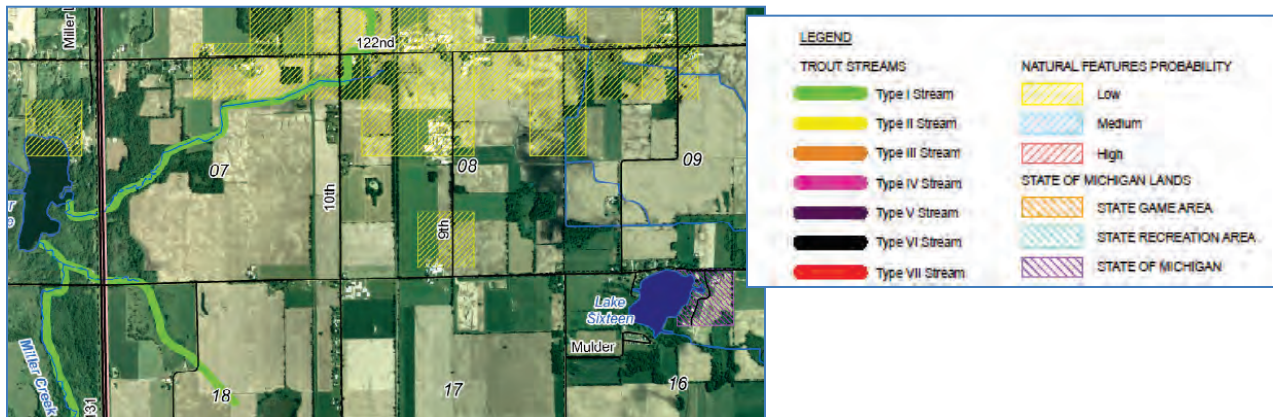 Miller L
122nd
07
10th
08
09
9th
r
e
Lake
Sixteen
Mulder
Miller Creek
18
17
16
131
LEGEND
TROUT STREAMS
Type I Stream
Type II Stream
Type III Stream
Type IV Stream
Type V Stream
Type VI Stream
Type VII Stream
NATURAL FEATURES PROBABILITY
Low
Medium
High
STATE OF MICHIGAN LANDS
STATE GAME AREA
STATE RECREATION AREA
STATE OF MICHIGAN